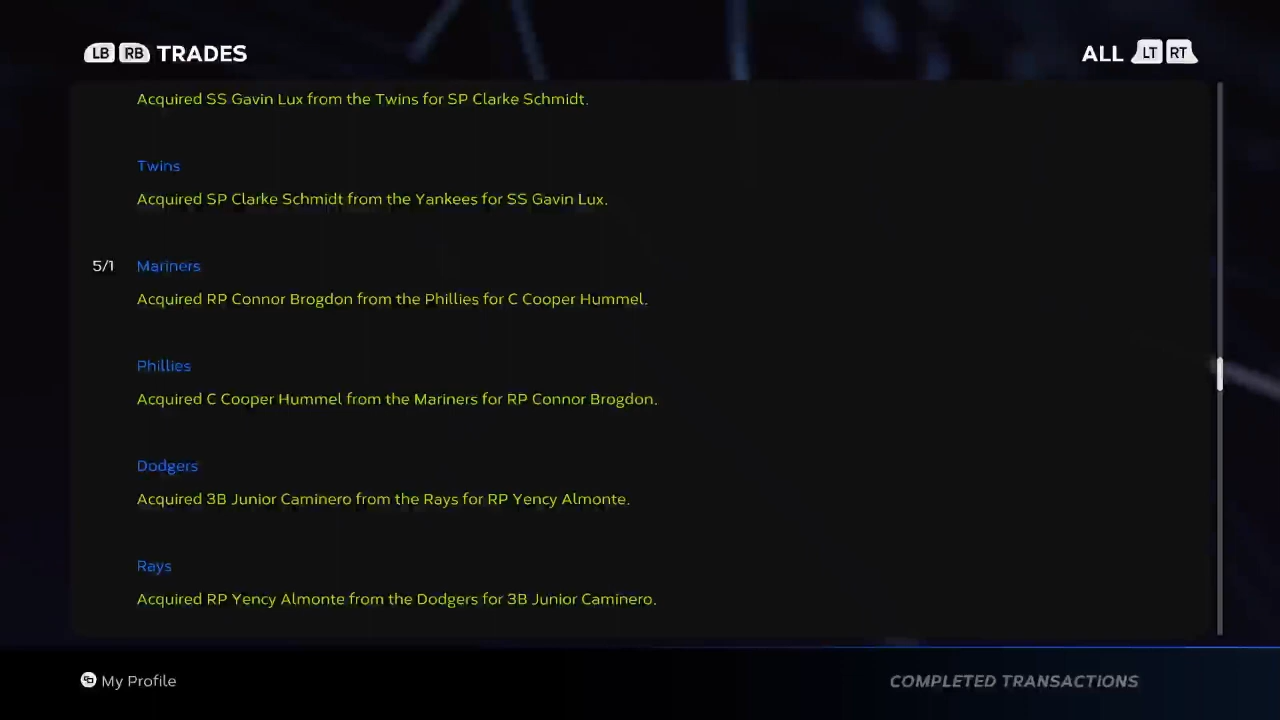 LB RB TRADES
ALL LT RT
Acquired SS Gavin Lux from the Twins for SP Clarke Schmidt.
Twins
Acquired SP Clarke Schmidt from the Yankees for SS Gavin Lux.
5/1 Mariners
Acquired RP Connor Brogdon from the Phillies for C Cooper Hummel.
Phillies
Acquired C Cooper Hummel from the Mariners for RP Connor Brogdon.
Dodgers
Acquired 3B Junior Caminero from the Rays for RP Yency Almonte.
Rays
Acquired RP Yency Almonte from the Dodgers for 3B Junior Caminero.
My Profile
COMPLETED TRANSACTIONS